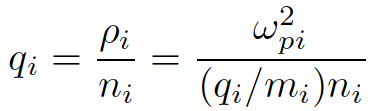 $q_i = \frac{\rho_i}{n_i} = \frac{\omega_{pi}^2}{(q_i/m_i)n_i}$